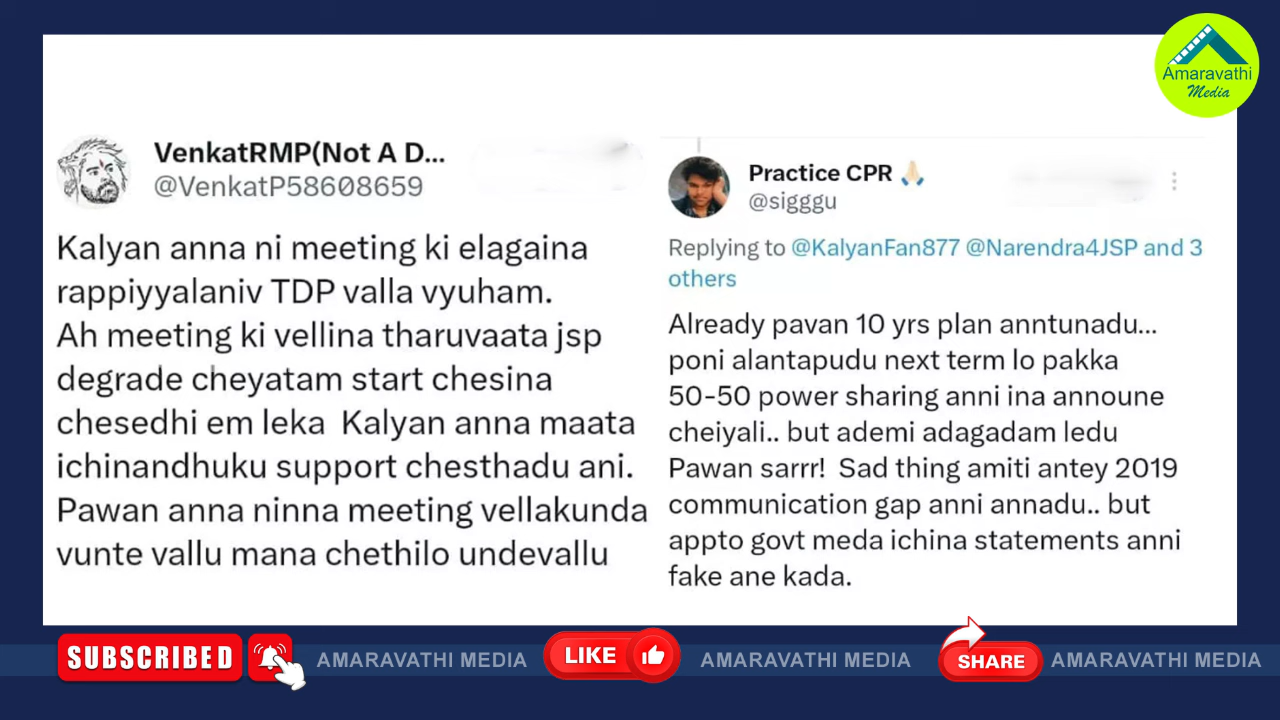 Amaravathi
Media
VenkatRMP(Not A D...
@VenkatP58608659
Kalyan anna ni meeting ki elagaina
rappiyyalaniv TDP valla vyuham.
Ah meeting ki vellina tharuvaata jsp
degrade cheyatam start chesina
chesedhi em leka Kalyan anna maata
ichinandhuku support chesthadu ani.
Pawan anna ninna meeting vellakunda
vunte vallu mana chethilo undevallu
Practice CPR 🙏🏻
@sigggu
Replying to @KalyanFan877 @Narendra4JSP and 3
others
Already pavan 10 yrs plan anntunadu...
poni alantapudu next term lo pakka
50-50 power sharing anni ina announe
cheiyali.. but ademi adagadam ledu
Pawan sarrr! Sad thing amiti antey 2019
communication gap anni annadu.. but
appto govt meda ichina statements anni
fake ane kada.
SUBSCRIBED AMARAVATHI MEDIA LIKE AMARAVATHI MEDIA SHARE AMARAVATHI MEDIA